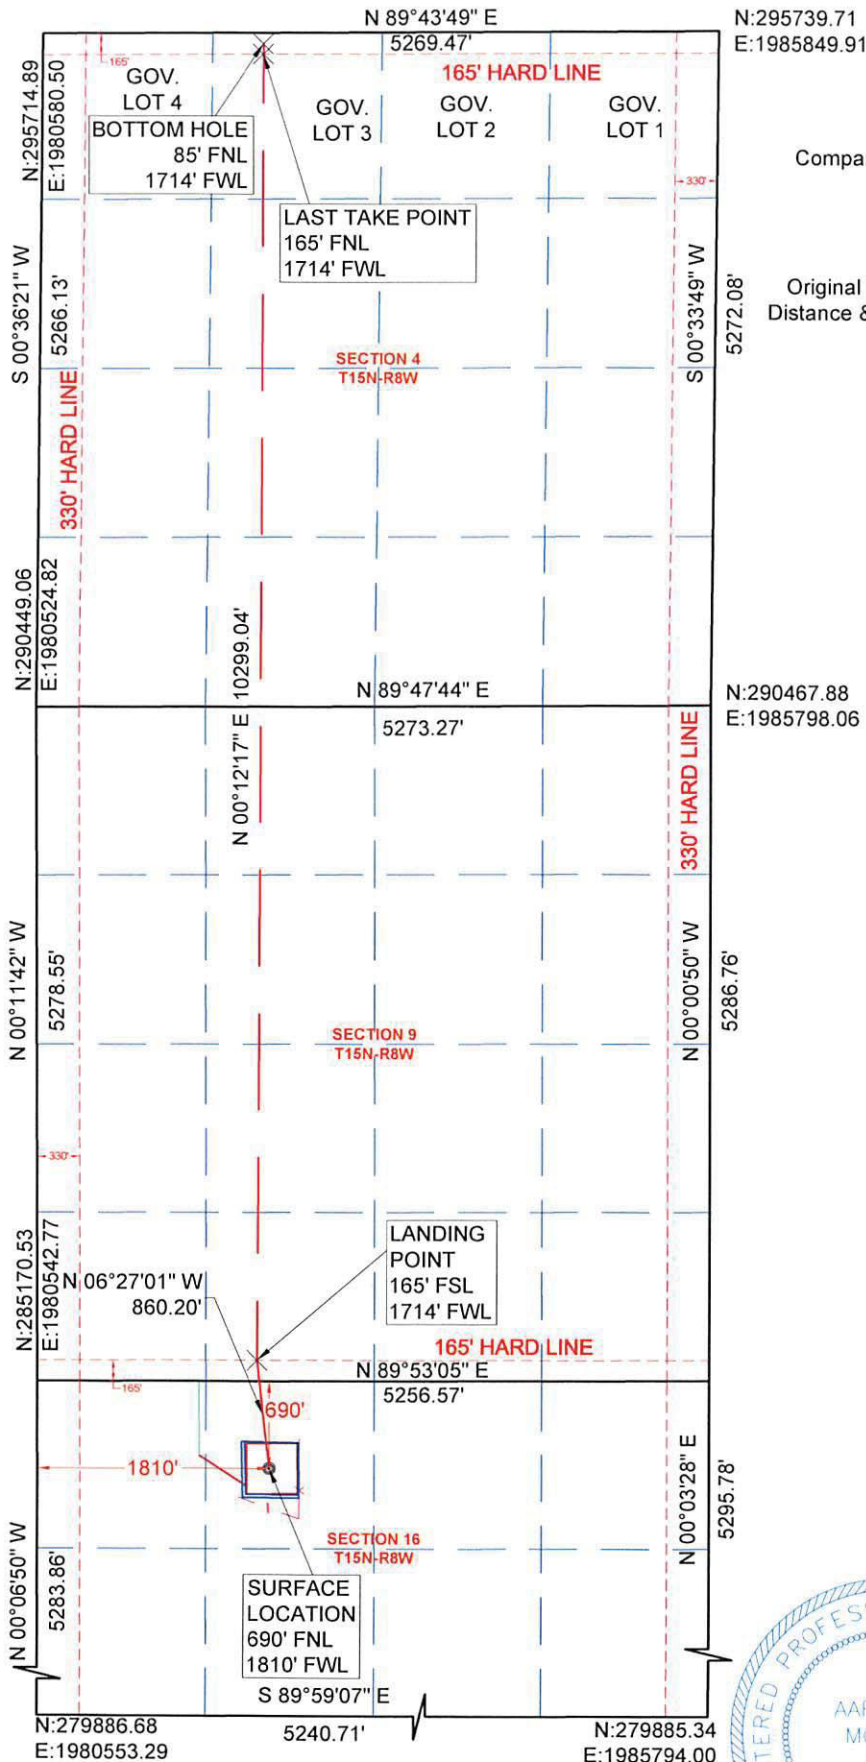 N 89°43'49" E
5269.47'
N:295739.71
E:1985849.91
165'
165' HARD LINE
N:295714.89
E:1980580.50
GOV.
LOT 4
GOV.
LOT 3
GOV.
LOT 2
GOV.
LOT 1
BOTTOM HOLE
85' FNL
1714' FWL
330'
LAST TAKE POINT
165' FNL
1714' FWL
Original
Distance &
S 00°36'21" W
5266.13'
S 00°33'49" W
5272.08'
SECTION 4
T15N-R8W
330' HARD LINE
N:290449.06
E:1980524.82
N 00°12'17" E 10299.04'
N 89°47'44" E
5273.27'
N:290467.88
E:1985798.06
330' HARD LINE
N 00°11'42" W
5278.55'
N 00°00'50" W
5286.76'
SECTION 9
T15N-R8W
330'
N:285170.53
E:1980542.77
N 06°27'01" W
860.20'
LANDING
POINT
165' FSL
1714' FWL
165' HARD LINE
165'
N 89°53'05" E
5256.57'
690'
1810'
N 00°03'28" E
5295.78'
SECTION 16
T15N-R8W
N 00°06'50" W
5283.86'
SURFACE
LOCATION
690' FNL
1810' FWL
S 89°59'07" E
5240.71'
N:279886.68
E:1980553.29
N:279885.34
E:1985794.00